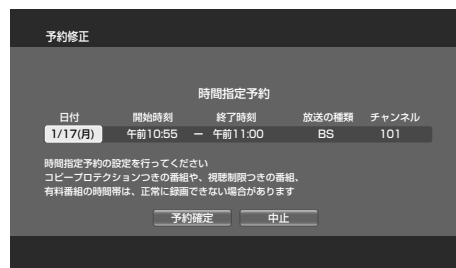 予約修正
時間指定予約
日付 開始時刻 終了時刻 放送の種類 チャンネル
1/17(月) 午前10:55 － 午前11:00 BS 101
時間指定予約の設定を行ってください
コピープロテクションつきの番組や、視聴制限つきの番組、
有料番組の時間帯は、正常に録画できない場合があります
予約確定 中止